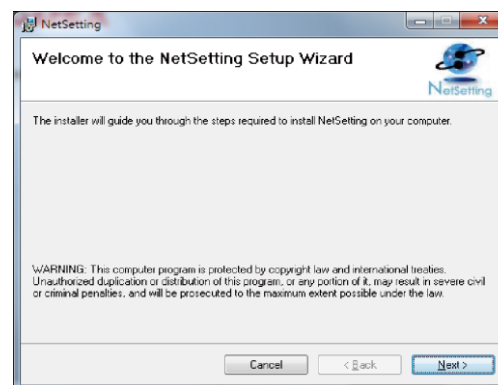 NetSetting
Welcome to the NetSetting Setup Wizard
NetSetting
The installer will guide you through the steps required to install NetSetting on your computer.
WARNING: This computer program is protected by copyright law and international treaties.
Unauthorized duplication or distribution of this program, or any portion of it, may result in severe civil
or criminal penalties, and will be prosecuted to the maximum extent possible under the law.
Cancel
< Back
Next >